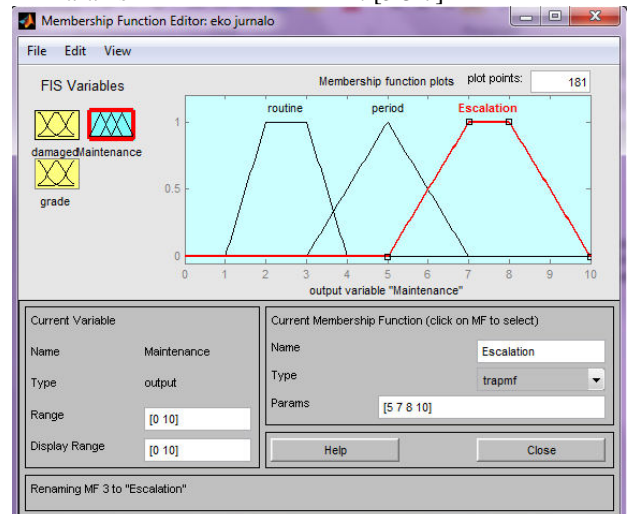 Membership Function Editor: eko jurnalo
File Edit View
FIS Variables
Membership function plots plot points: 181
routine period Escalation
damaged Maintenance
grade
1
0.5
0
0 1 2 3 4 5 6 7 8 9 10
output variable "Maintenance"
Current Variable
Name Maintenance
Type output
Range [0 10]
Display Range [0 10]
Current Membership Function (click on MF to select)
Name Escalation
Type trapmf
Params [5 7 8 10]
Help Close
Renaming MF 3 to "Escalation"